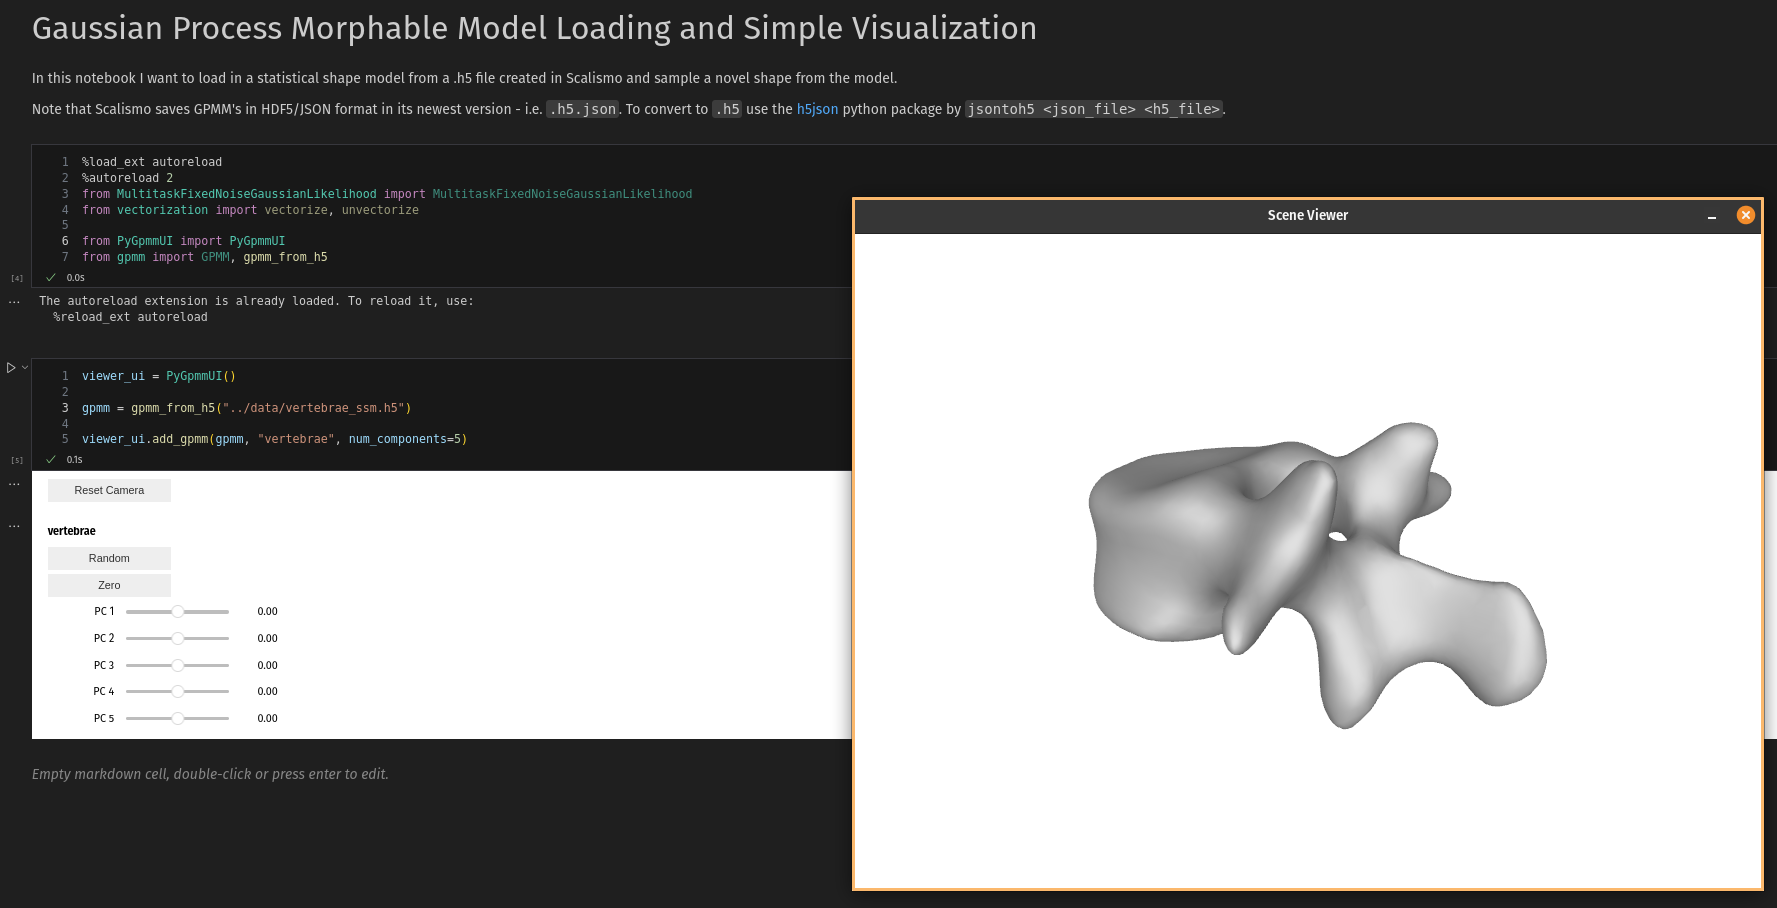 Gaussian Process Morphable Model Loading and Simple Visualization
In this notebook I want to load in a statistical shape model from a .h5 file created in Scalismo and sample a novel shape from the model.
Note that Scalismo saves GPMM's in HDF5/JSON format in its newest version - i.e. .h5.json. To convert to .h5 use the h5json python package by jsontoh5 <json_file> <h5_file>.
1 %load_ext autoreload
2 %autoreload 2
3 from MultitaskFixedNoiseGaussianLikelihood import MultitaskFixedNoiseGaussianLikelihood
4 from vectorization import vectorize, unvectorize
5
6 from PyGpmmUI import PyGpmmUI
7 from gpmm import GPMM, gpmm_from_h5
[4] 0.0s
... The autoreload extension is already loaded. To reload it, use:
%reload_ext autoreload
1 viewer_ui = PyGpmmUI()
2
3 gpmm = gpmm_from_h5("../data/vertebrae_ssm.h5")
4
5 viewer_ui.add_gpmm(gpmm, "vertebrae", num_components=5)
[5] 0.1s
... Reset Camera
...
vertebrae
Random
Zero
PC 1 0.00
PC 2 0.00
PC 3 0.00
PC 4 0.00
PC 5 0.00
Empty markdown cell, double-click or press enter to edit.
Scene Viewer